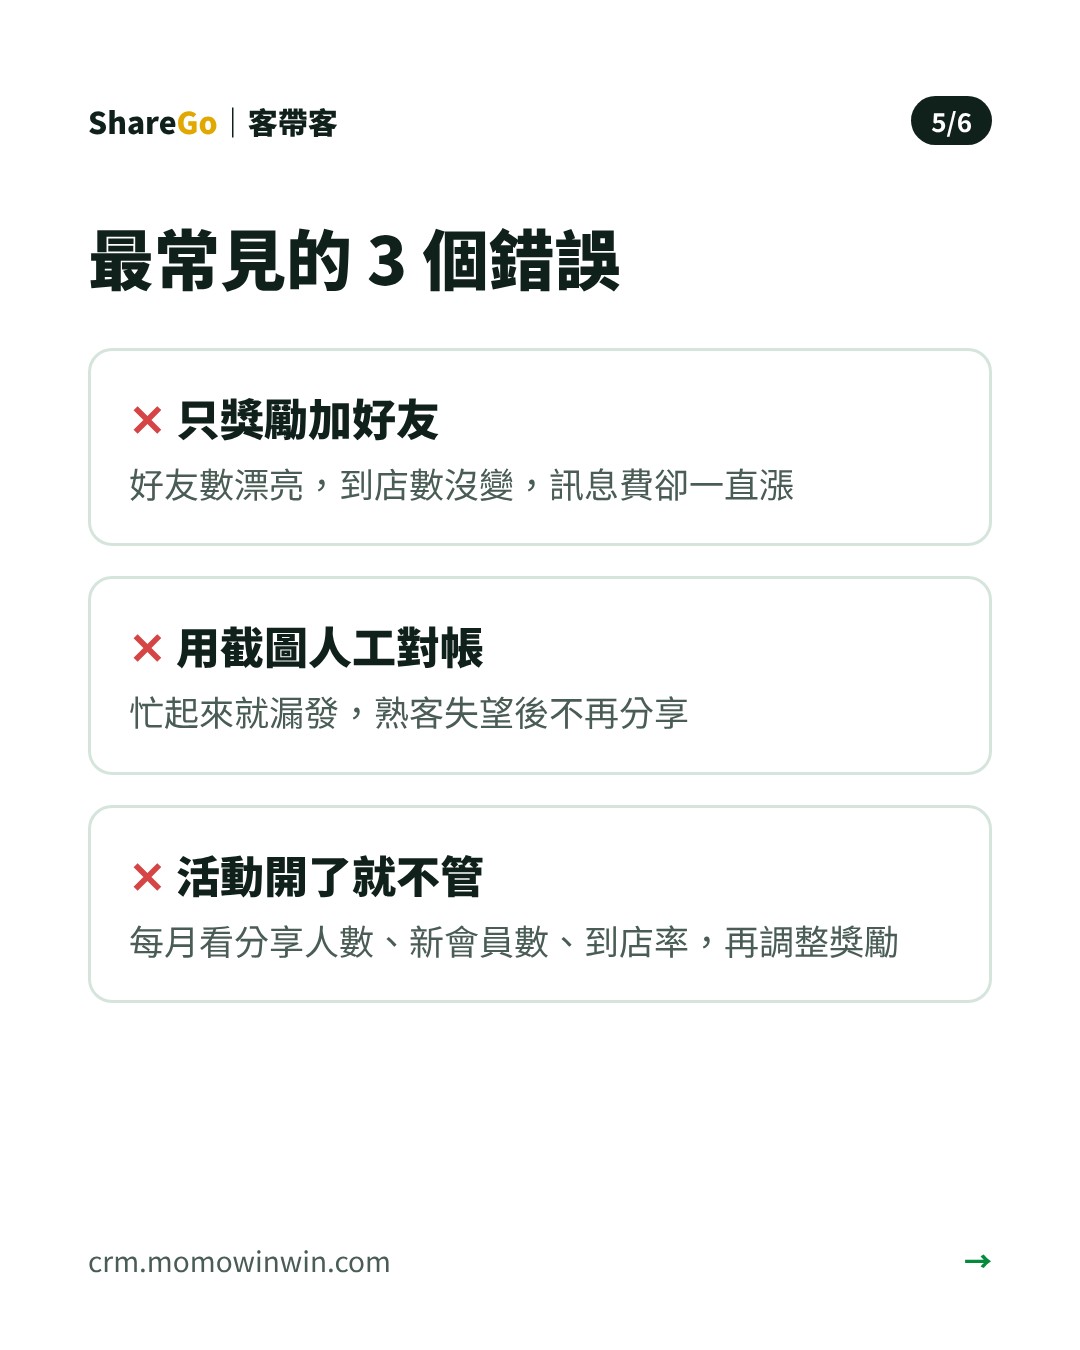 ShareGo｜客帶客
5/6
最常見的 3 個錯誤
✕ 只獎勵加好友
好友數漂亮，到店數沒變，訊息費卻一直漲
✕ 用截圖人工對帳
忙起來就漏發，熟客失望後不再分享
✕ 活動開了就不管
每月看分享人數、新會員數、到店率，再調整獎勵
crm.momowinwin.com
→